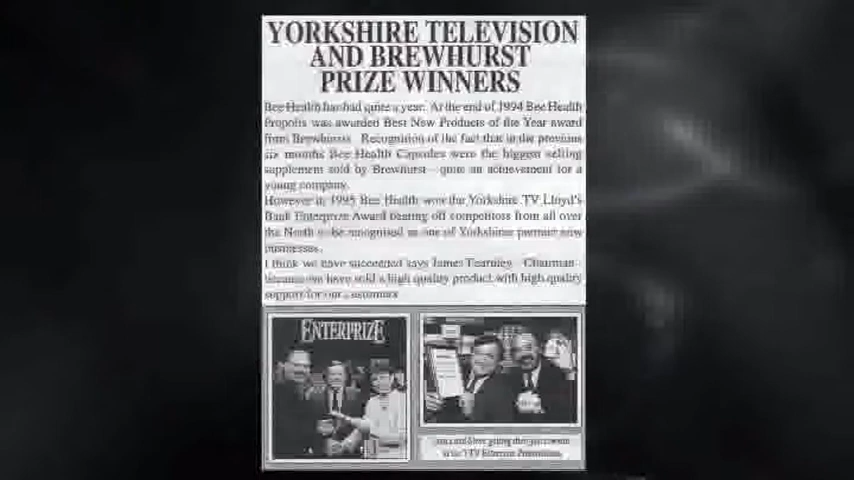 YORKSHIRE TELEVISION
AND BREWHURST
PRIZE WINNERS
Bee Health has had quite a year. At the end of 1994 Bee Health
Propolis was awarded Best New Products of the Year award
from Brewhurst. Recognition of the fact that in the previous
six months Bee Health Capsules were the biggest selling
supplement sold by Brewhurst - quite an achievement for a
young company.
However in 1995 Bee Health won the Yorkshire TV Lloyd's
Bank Enterprize Award beating off competitors from all over
the North to be recognised as one of Yorkshires premier new
businesses.
I think we have succeeded says James Fearnley - Chairman -
because we have sold a high quality product with high quality
support for our customers
ENTERPRIZE